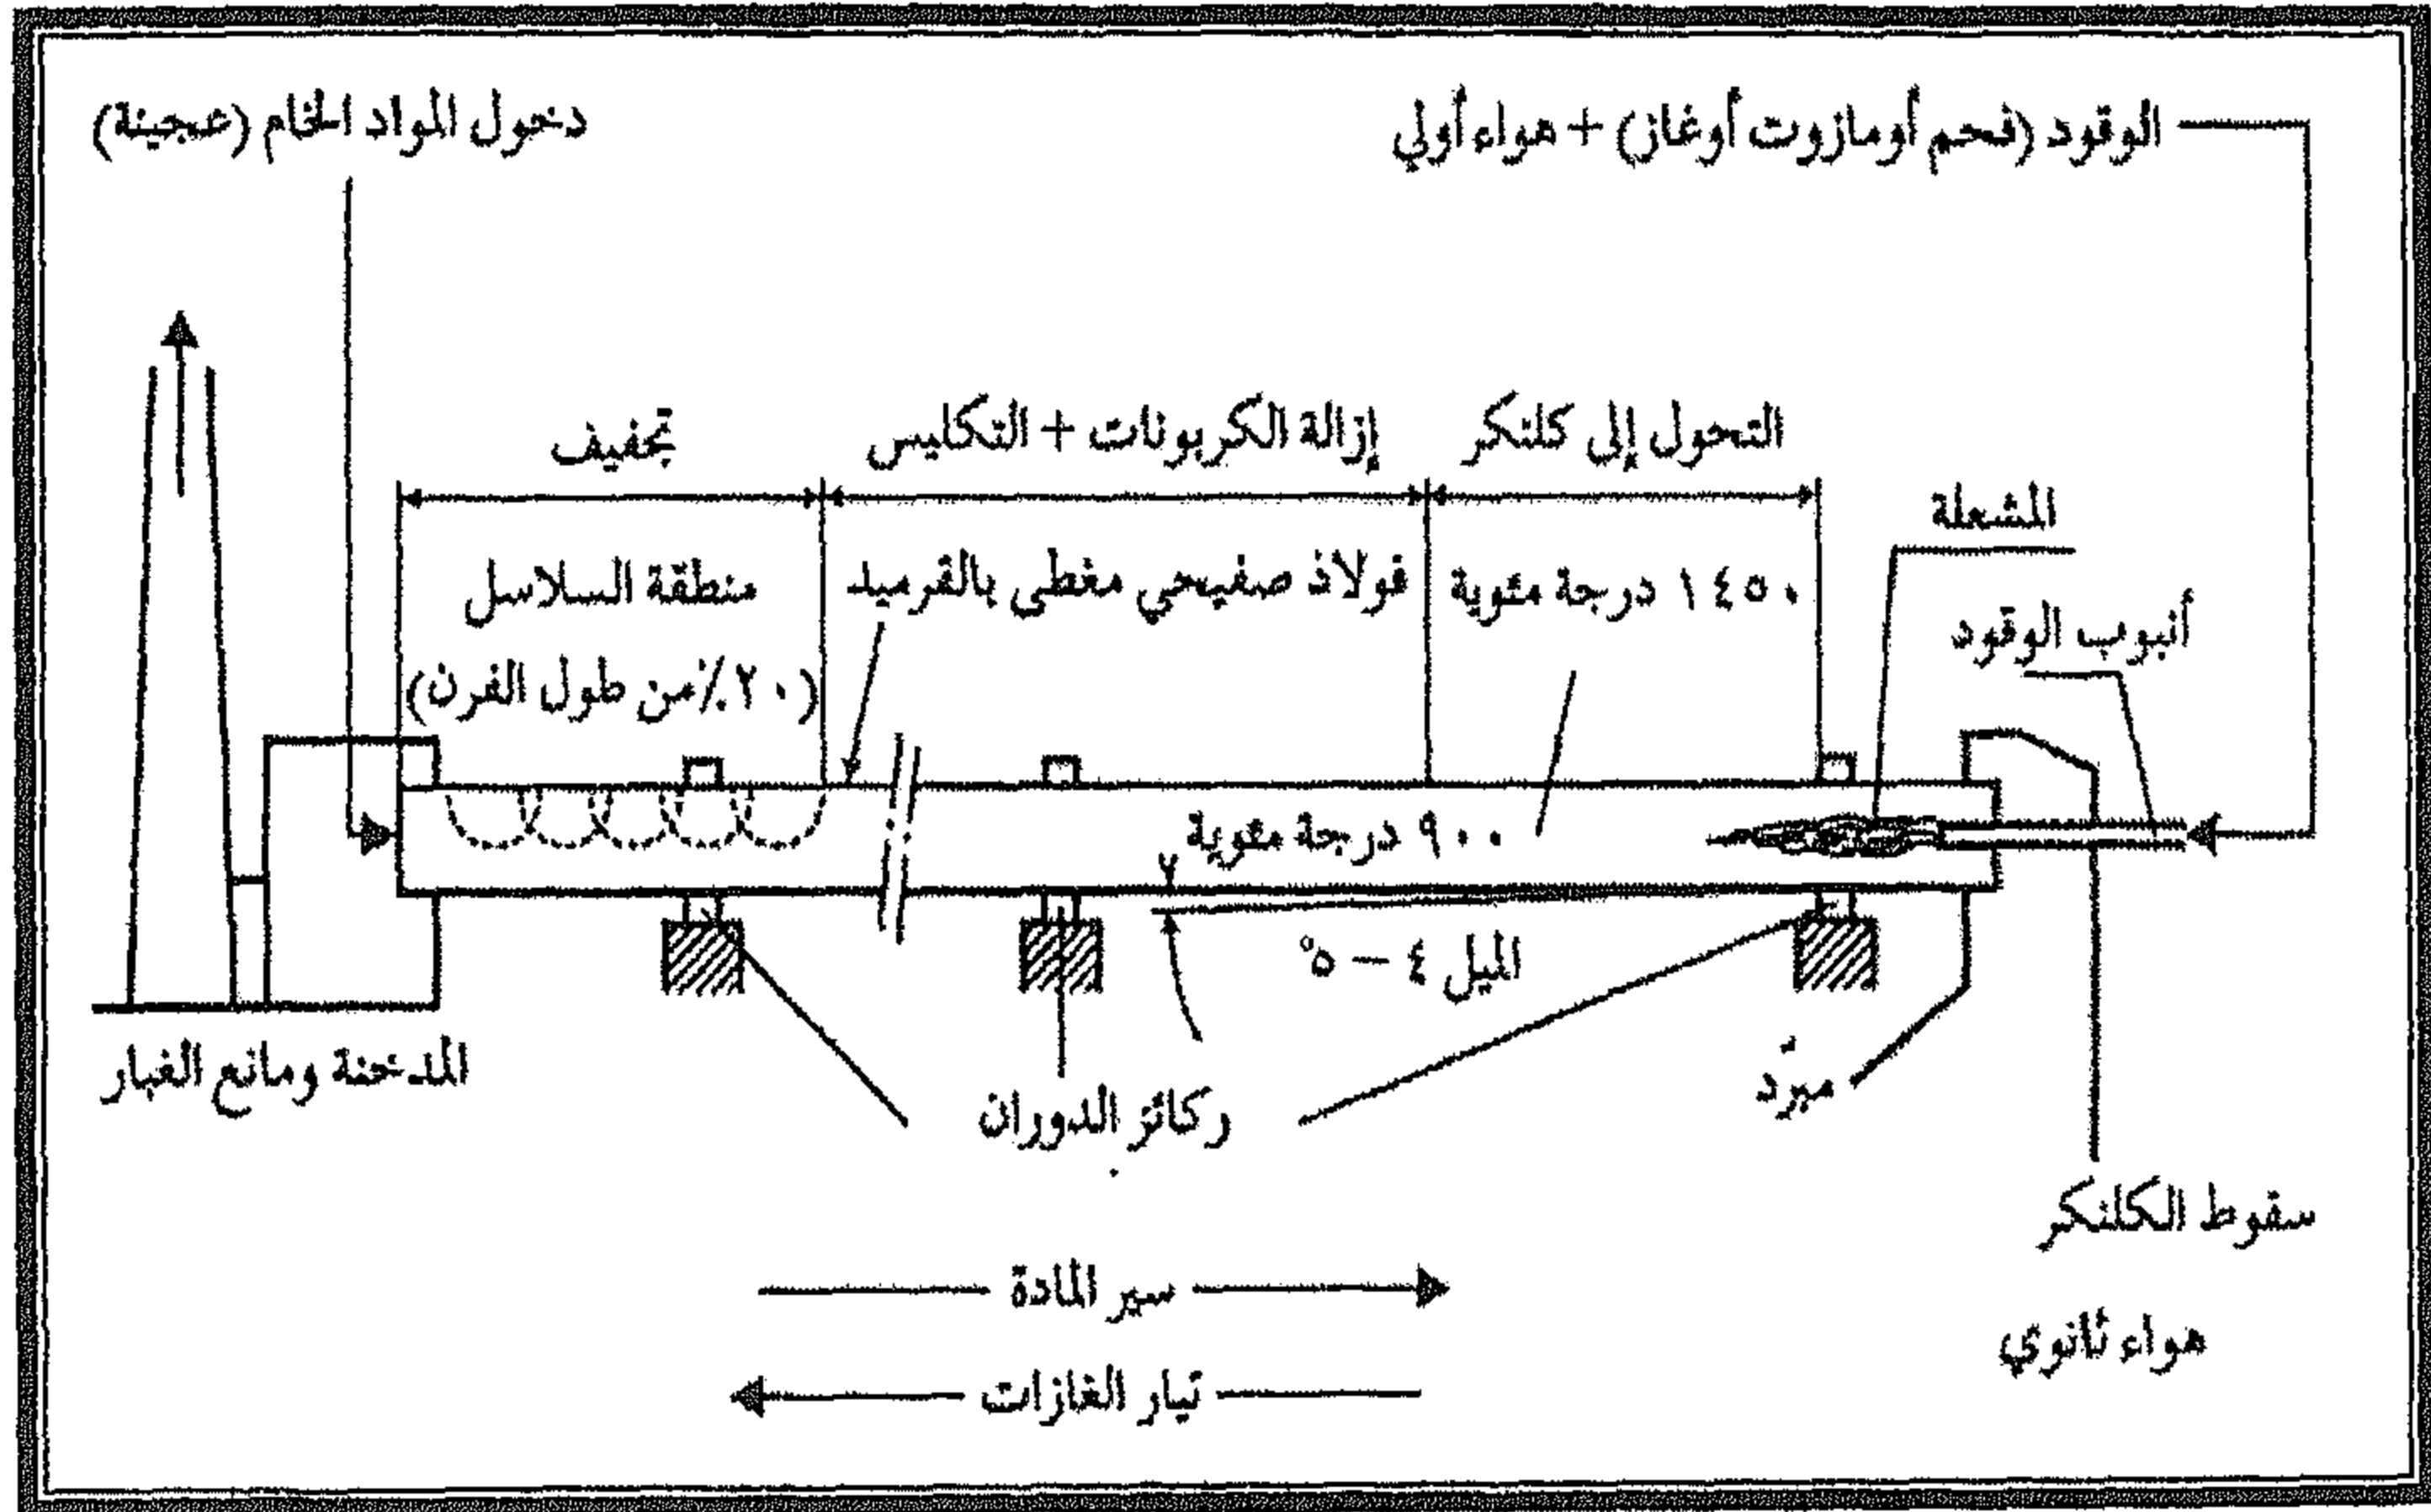 الوقود (فحم أومازوت أوغاز) + هواء أولي
دخول المواد الخام (عجينة)
التحول إلى كلنكر
إزالة الكربونات + التكليس
تجفيف
المشعلة
١٤٥٠ درجة مئوية
فولاذ صفيحي مغطى بالقرميد
منطقة السلاسل
(٢٠٪ من طول الفرن)
أنبوب الوقود
٩٠٠ درجة مئوية
الميل ٤ – ٥°
مبرّد
ركائز الدوران
المدخنة ومانع الغبار
سقوط الكلنكر
هواء ثانوي
سير المادة
تيار الغازات